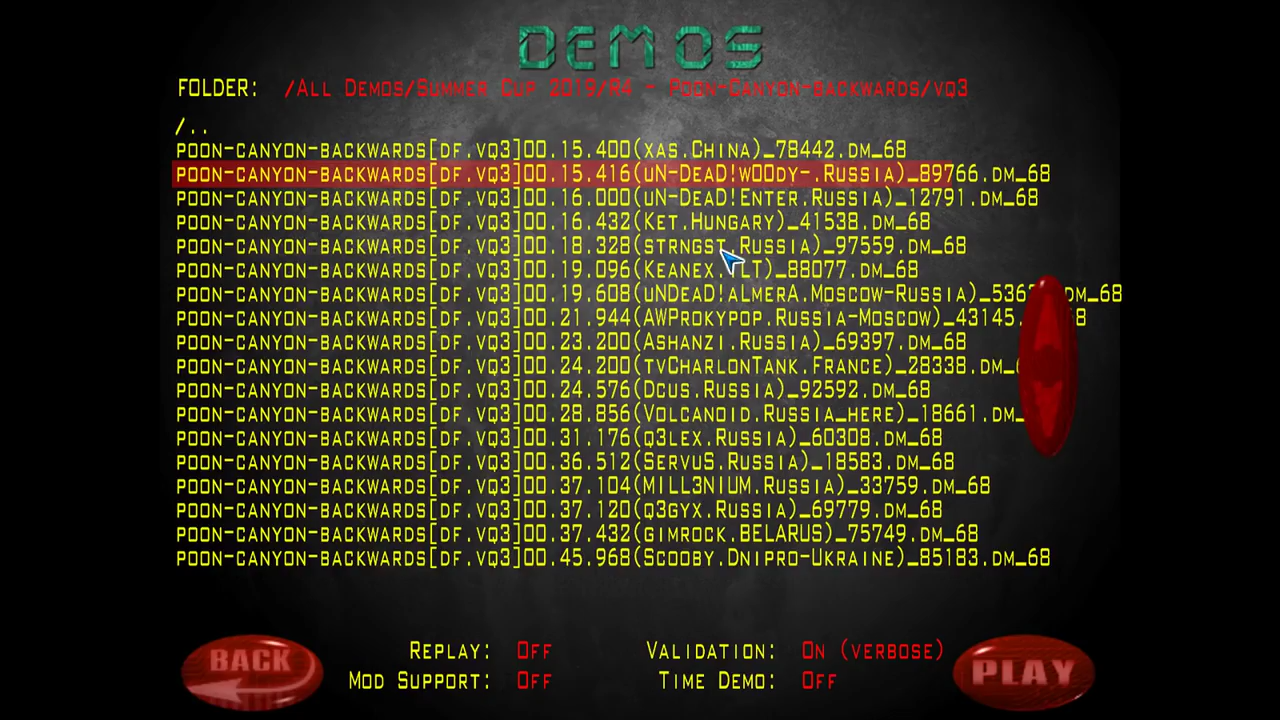 DEMOS
FOLDER: /ALL DEMOS/SUMMER CUP 2019/R4 - POON-CANYON-BACKWARDS/VQ3
/..
POON-CANYON-BACKWARDS[DF.VQ3]00.15.400(XAS.CHINA)_78442.DM_68
POON-CANYON-BACKWARDS[DF.VQ3]00.15.416(UN-DEAD!W00DY-.RUSSIA)_89766.DM_68
POON-CANYON-BACKWARDS[DF.VQ3]00.16.000(UN-DEAD!ENTER.RUSSIA)_12791.DM_68
POON-CANYON-BACKWARDS[DF.VQ3]00.16.432(KET.HUNGARY)_41538.DM_68
POON-CANYON-BACKWARDS[DF.VQ3]00.18.328(STRNGST.RUSSIA)_97559.DM_68
POON-CANYON-BACKWARDS[DF.VQ3]00.19.096(KEANEX. LT)_88077.DM_68
POON-CANYON-BACKWARDS[DF.VQ3]00.19.608(UNDEAD!ALMERA.MOSCOW-RUSSIA)_536 DM_68
POON-CANYON-BACKWARDS[DF.VQ3]00.21.944(AWPROKYPOP.RUSSIA-MOSCOW)_43145. 8
POON-CANYON-BACKWARDS[DF.VQ3]00.23.200(ASHANZI.RUSSIA)_69397.DM_68
POON-CANYON-BACKWARDS[DF.VQ3]00.24.200(TVCHARLONTANK.FRANCE)_28338.DM_
POON-CANYON-BACKWARDS[DF.VQ3]00.24.576(DCUS.RUSSIA)_92592.DM_68
POON-CANYON-BACKWARDS[DF.VQ3]00.28.856(VOLCANOID.RUSSIA_HERE)_18661.DM_
POON-CANYON-BACKWARDS[DF.VQ3]00.31.176(Q3LEX.RUSSIA)_60308.DM_68
POON-CANYON-BACKWARDS[DF.VQ3]00.36.512(SERVUS.RUSSIA)_18583.DM_68
POON-CANYON-BACKWARDS[DF.VQ3]00.37.104(MILL3NIUM.RUSSIA)_33759.DM_68
POON-CANYON-BACKWARDS[DF.VQ3]00.37.120(Q3GYX.RUSSIA)_69779.DM_68
POON-CANYON-BACKWARDS[DF.VQ3]00.37.432(GIMROCK.BELARUS)_75749.DM_68
POON-CANYON-BACKWARDS[DF.VQ3]00.45.968(SCOOBY.DNIPRO-UKRAINE)_85183.DM_68
REPLAY: OFF VALIDATION: ON (VERBOSE)
BACK PLAY
MOD SUPPORT: OFF TIME DEMO: OFF